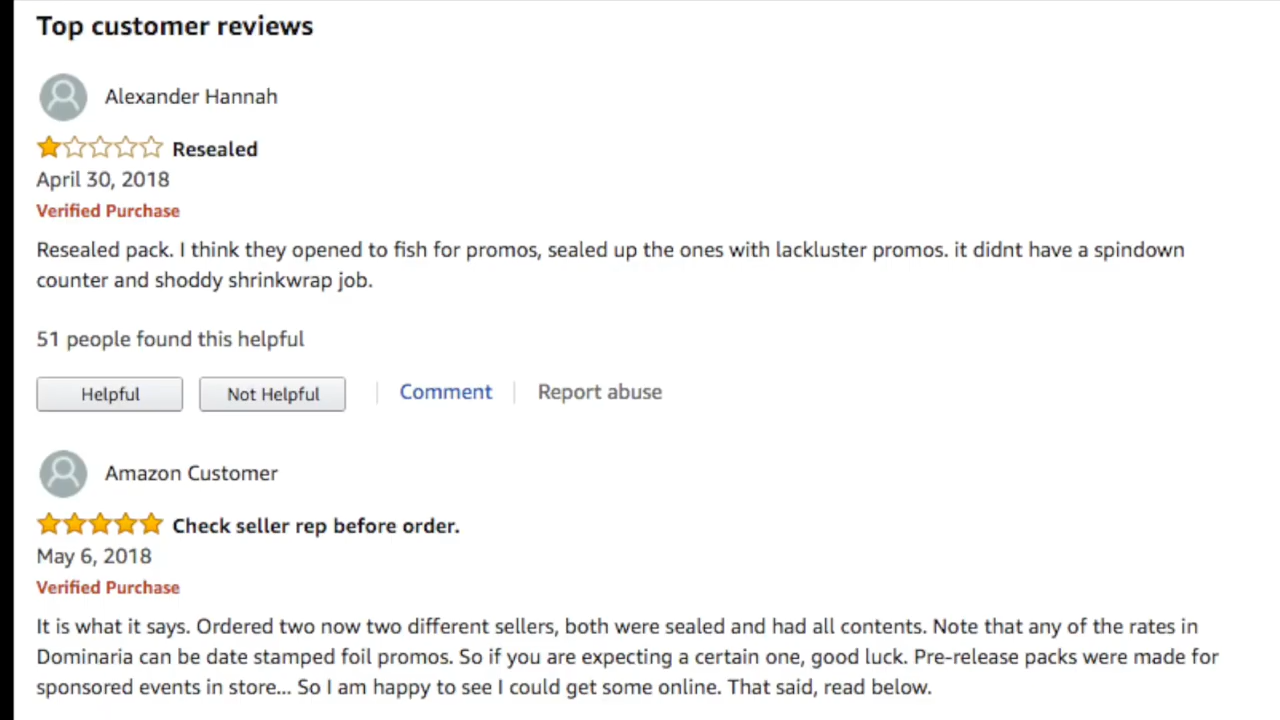 Top customer reviews
Alexander Hannah
Resealed
April 30, 2018
Verified Purchase
Resealed pack. I think they opened to fish for promos, sealed up the ones with lackluster promos. it didnt have a spindown
counter and shoddy shrinkwrap job.
51 people found this helpful
Helpful Not Helpful Comment Report abuse
Amazon Customer
Check seller rep before order.
May 6, 2018
Verified Purchase
It is what it says. Ordered two now two different sellers, both were sealed and had all contents. Note that any of the rates in
Dominaria can be date stamped foil promos. So if you are expecting a certain one, good luck. Pre-release packs were made for
sponsored events in store... So I am happy to see I could get some online. That said, read below.